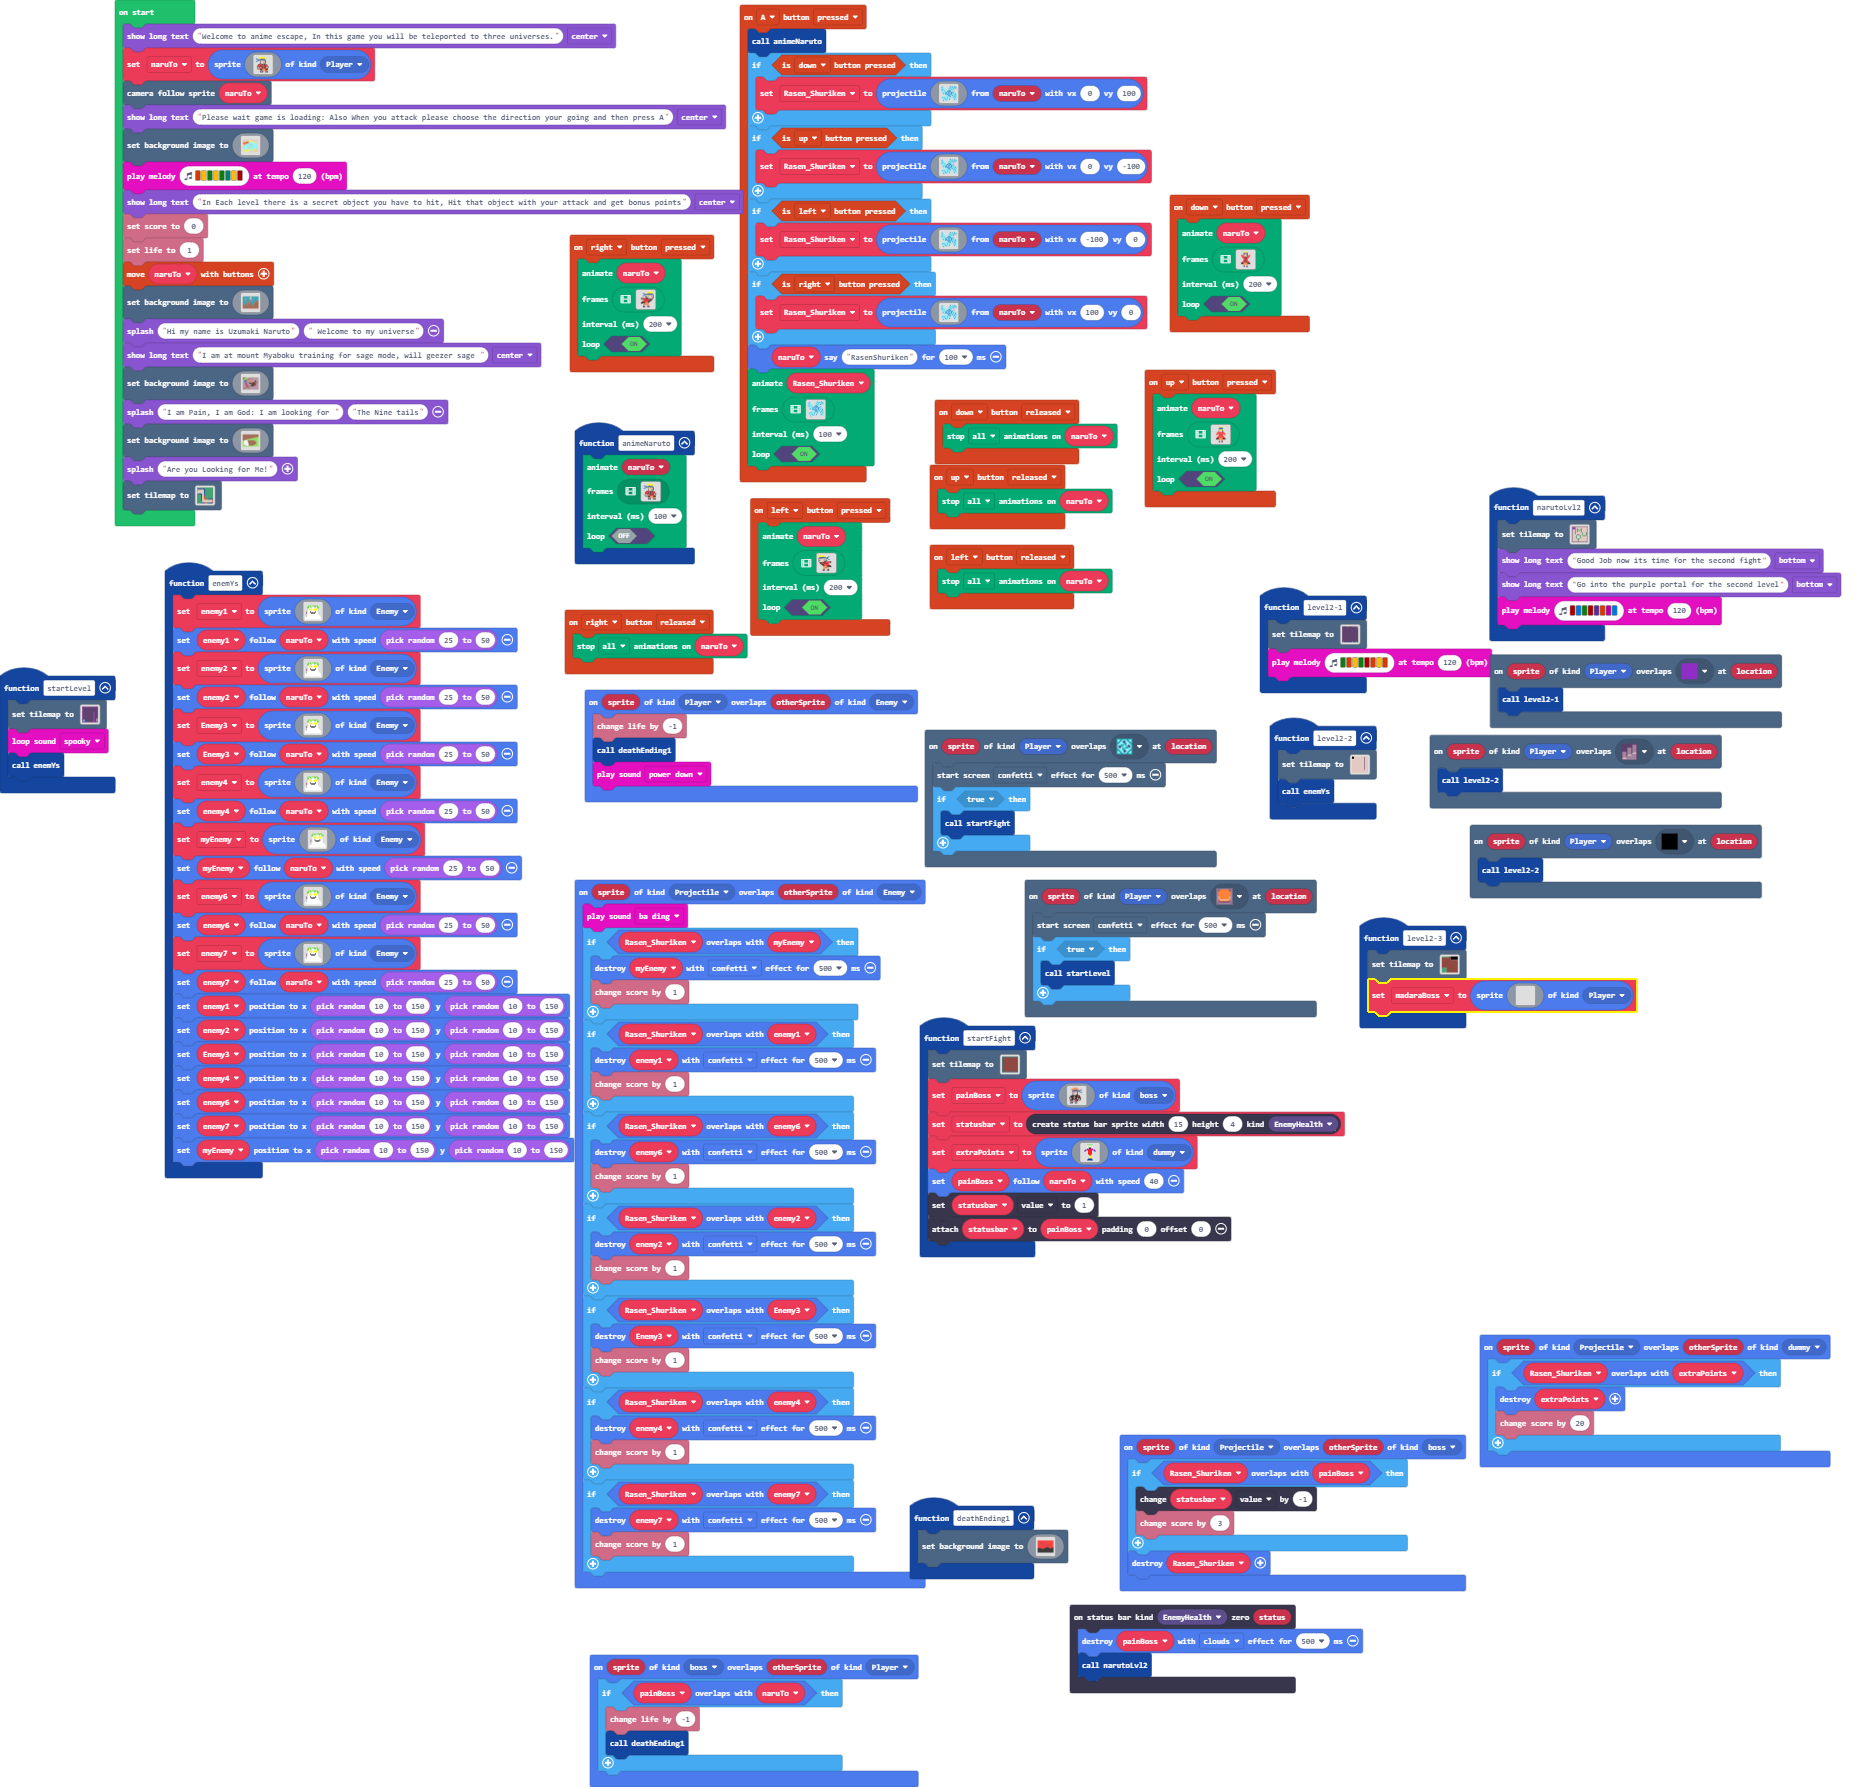 on start
show long text "Welcome to anime escape, In this game you will be teleported to three universes." center
set naruTo to sprite of kind Player
camera follow sprite naruTo
show long text "Please wait game is loading: Also When you attack please choose the direction your going and then press A" center
set background image to
play melody at tempo 120 (bpm)
show long text "In Each level there is a secret object you have to hit, Hit that object with your attack and get bonus points" center
set score to 0
set life to 1
move naruTo with buttons
set background image to
splash "Hi my name is Uzumaki Naruto" " Welcome to my universe"
show long text "I am at mount Myaboku training for sage mode, will geezer sage " center
set background image to
splash "I am Pain, I am God: I am looking for " "The Nine tails"
set background image to
splash "Are you Looking for Me!"
set tilemap to
on right button pressed
animate naruTo
frames
interval (ms) 200
loop ON
function animeNaruto
animate naruTo
frames
interval (ms) 100
loop OFF
on A button pressed
call animeNaruto
if is down button pressed then
set Rasen_Shuriken to projectile from naruTo with vx 0 vy 100
if is up button pressed then
set Rasen_Shuriken to projectile from naruTo with vx 0 vy -100
if is left button pressed then
set Rasen_Shuriken to projectile from naruTo with vx -100 vy 0
if is right button pressed then
set Rasen_Shuriken to projectile from naruTo with vx 100 vy 0
naruTo say "RasenShuriken" for 100 ms
animate Rasen_Shuriken
frames
interval (ms) 100
loop ON
on down button pressed
animate naruTo
frames
interval (ms) 200
loop ON
on up button pressed
animate naruTo
frames
interval (ms) 200
loop ON
on down button released
stop all animations on naruTo
on up button released
stop all animations on naruTo
on left button released
stop all animations on naruTo
on left button pressed
animate naruTo
frames
interval (ms) 200
loop ON
on right button released
stop all animations on naruTo
function startLevel
set tilemap to
loop sound spooky
call enemYs
function enemYs
set enemy1 to sprite of kind Enemy
set enemy1 follow naruTo with speed pick random 25 to 50
set enemy2 to sprite of kind Enemy
set enemy2 follow naruTo with speed pick random 25 to 50
set Enemy3 to sprite of kind Enemy
set Enemy3 follow naruTo with speed pick random 25 to 50
set enemy4 to sprite of kind Enemy
set enemy4 follow naruTo with speed pick random 25 to 50
set myEnemy to sprite of kind Enemy
set myEnemy follow naruTo with speed pick random 25 to 50
set enemy6 to sprite of kind Enemy
set enemy6 follow naruTo with speed pick random 25 to 50
set enemy7 to sprite of kind Enemy
set enemy7 follow naruTo with speed pick random 25 to 50
set enemy1 position to x pick random 10 to 150 y pick random 10 to 150
set enemy2 position to x pick random 10 to 150 y pick random 10 to 150
set Enemy3 position to x pick random 10 to 150 y pick random 10 to 150
set enemy4 position to x pick random 10 to 150 y pick random 10 to 150
set enemy6 position to x pick random 10 to 150 y pick random 10 to 150
set enemy7 position to x pick random 10 to 150 y pick random 10 to 150
set myEnemy position to x pick random 10 to 150 y pick random 10 to 150
on sprite of kind Player overlaps otherSprite of kind Enemy
change life by -1
call deathEnding1
play sound power down
on sprite of kind Projectile overlaps otherSprite of kind Enemy
play sound ba ding
if Rasen_Shuriken overlaps with myEnemy then
destroy myEnemy with confetti effect for 500 ms
change score by 1
if Rasen_Shuriken overlaps with enemy1 then
destroy enemy1 with confetti effect for 500 ms
change score by 1
if Rasen_Shuriken overlaps with enemy6 then
destroy enemy6 with confetti effect for 500 ms
change score by 1
if Rasen_Shuriken overlaps with enemy2 then
destroy enemy2 with confetti effect for 500 ms
change score by 1
if Rasen_Shuriken overlaps with Enemy3 then
destroy Enemy3 with confetti effect for 500 ms
change score by 1
if Rasen_Shuriken overlaps with enemy4 then
destroy enemy4 with confetti effect for 500 ms
change score by 1
if Rasen_Shuriken overlaps with enemy7 then
destroy enemy7 with confetti effect for 500 ms
change score by 1
on sprite of kind Player overlaps at location
start screen confetti effect for 500 ms
if true then
call startFight
on sprite of kind Player overlaps at location
start screen confetti effect for 500 ms
if true then
call startLevel
function startFight
set tilemap to
set painBoss to sprite of kind boss
set statusbar to create status bar sprite width 15 height 4 kind EnemyHealth
set extraPoints to sprite of kind dummy
set painBoss follow naruTo with speed 40
set statusbar value to 1
attach statusbar to painBoss padding 0 offset 0
function narutoLvl2
set tilemap to
show long text "Good Job now its time for the second fight" bottom
show long text "Go into the purple portal for the second level" bottom
play melody at tempo 120 (bpm)
function level2-1
set tilemap to
play melody at tempo 120 (bpm)
on sprite of kind Player overlaps at location
call level2-1
function level2-2
set tilemap to
call enemYs
on sprite of kind Player overlaps at location
call level2-2
on sprite of kind Player overlaps at location
call level2-2
function level2-3
set tilemap to
set madaraBoss to sprite of kind Player
on sprite of kind Projectile overlaps otherSprite of kind dummy
if Rasen_Shuriken overlaps with extraPoints then
destroy extraPoints
change score by 20
on sprite of kind Projectile overlaps otherSprite of kind boss
if Rasen_Shuriken overlaps with painBoss then
change statusbar value by -1
change score by 3
destroy Rasen_Shuriken
function deathEnding1
set background image to
on status bar kind EnemyHealth zero status
destroy painBoss with clouds effect for 500 ms
call narutoLvl2
on sprite of kind boss overlaps otherSprite of kind Player
if painBoss overlaps with naruTo then
change life by -1
call deathEnding1